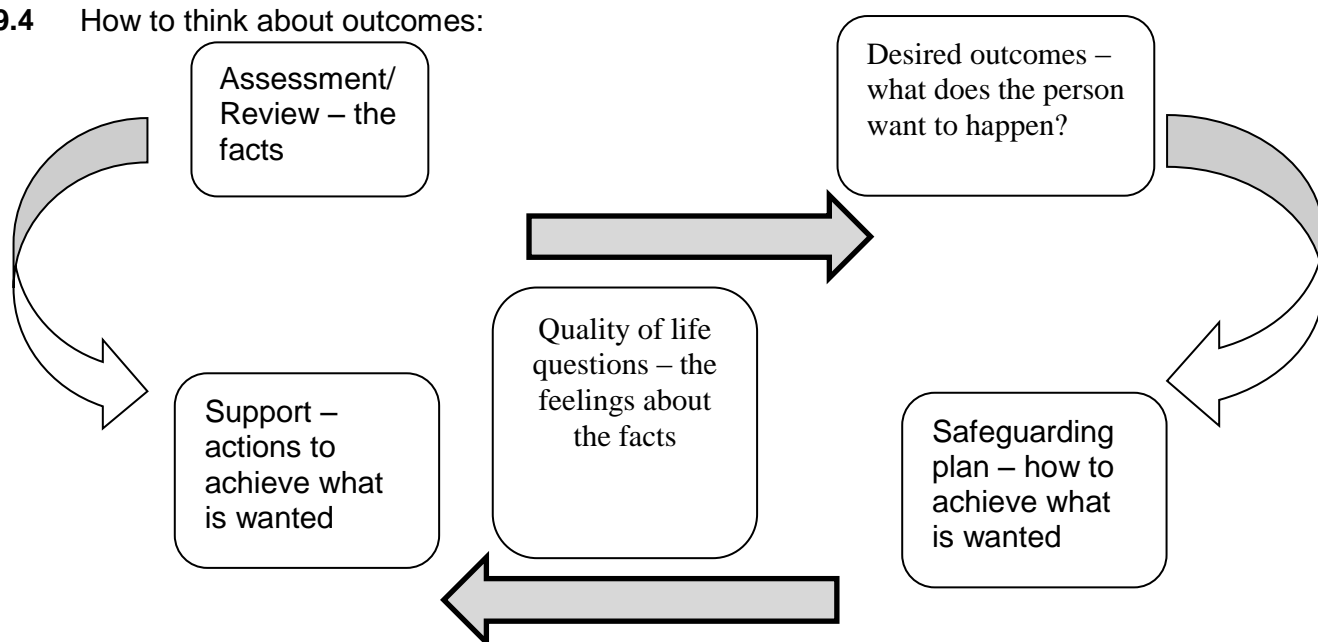 9.4 How to think about outcomes:
Assessment/
Review – the
facts
Desired outcomes –
what does the person
want to happen?
Quality of life
questions – the
feelings about
the facts
Support –
actions to
achieve what
is wanted
Safeguarding
plan – how to
achieve what
is wanted